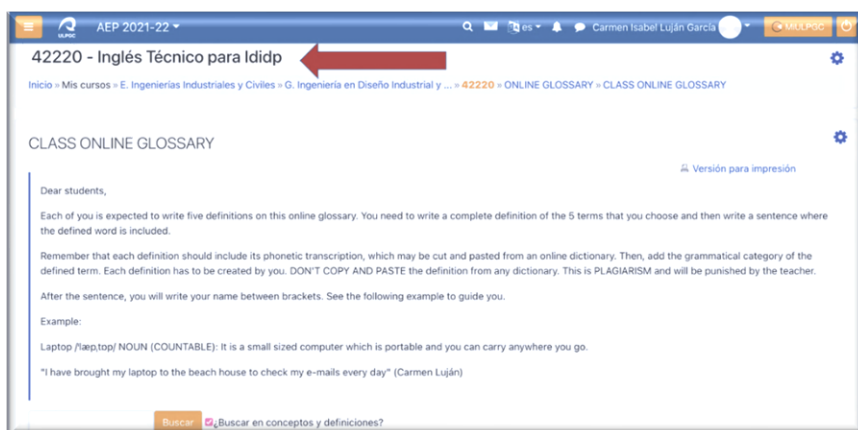 ULPGC AEP 2021-22 es Carmen Isabel Luján García MiULPGC
42220 - Inglés Técnico para Ididp
Inicio » Mis cursos » E. Ingenierías Industriales y Civiles » G. Ingeniería en Diseño Industrial y ... » 42220 » ONLINE GLOSSARY » CLASS ONLINE GLOSSARY
CLASS ONLINE GLOSSARY
Versión para impresión
Dear students,
Each of you is expected to write five definitions on this online glossary. You need to write a complete definition of the 5 terms that you choose and then write a sentence where
the defined word is included.
Remember that each definition should include its phonetic transcription, which may be cut and pasted from an online dictionary. Then, add the grammatical category of the
defined term. Each definition has to be created by you. DON'T COPY AND PASTE the definition from any dictionary. This is PLAGIARISM and will be punished by the teacher.
After the sentence, you will write your name between brackets. See the following example to guide you.
Example:
Laptop /ˈlæp,tɒp/ NOUN (COUNTABLE): It is a small sized computer which is portable and you can carry anywhere you go.
"I have brought my laptop to the beach house to check my e-mails every day" (Carmen Luján)
Buscar ¿Buscar en conceptos y definiciones?